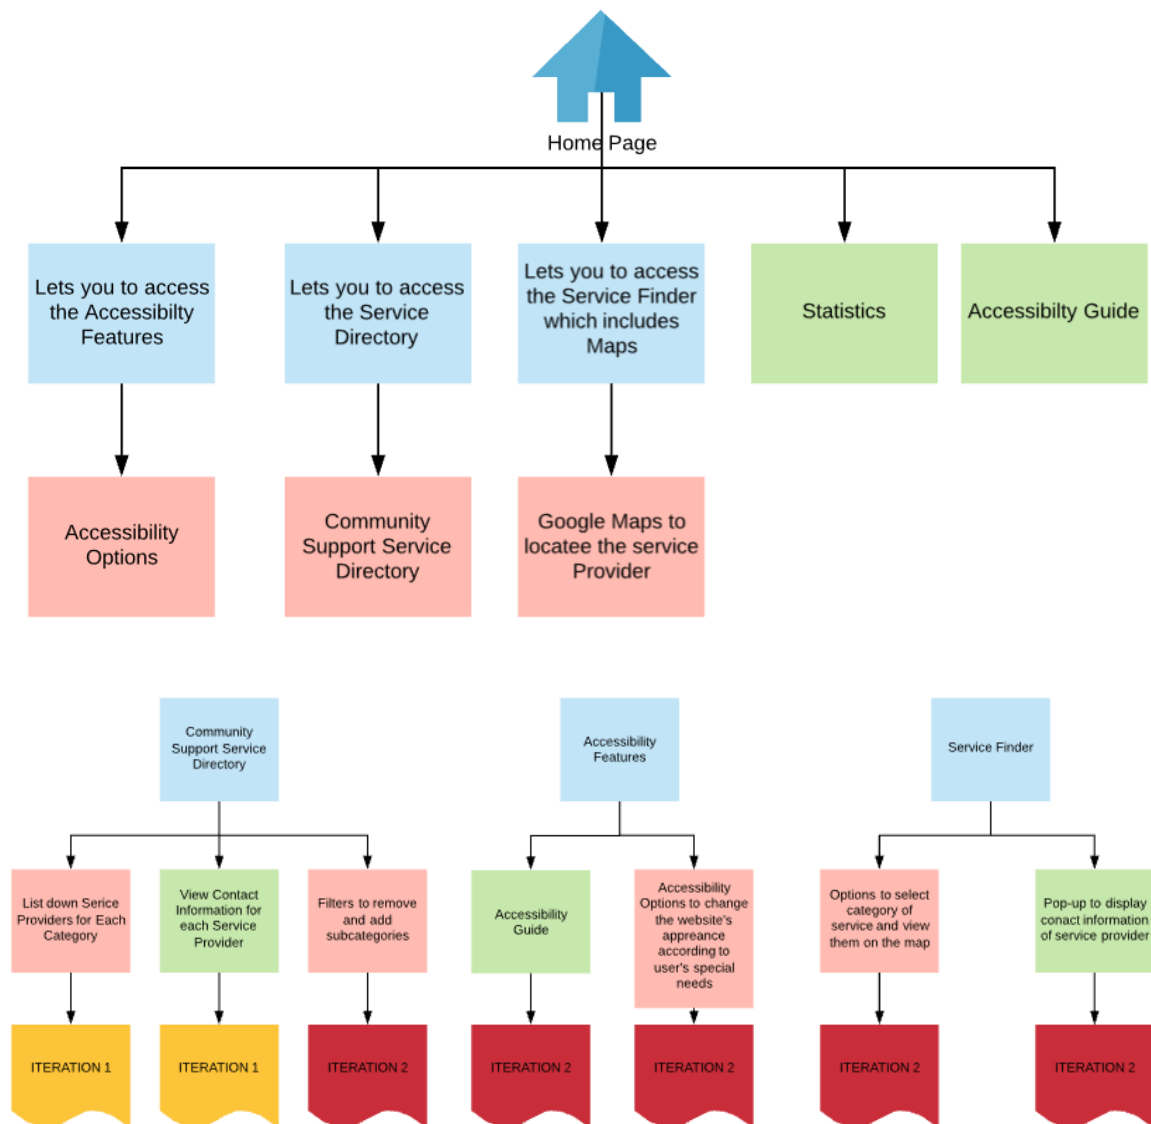 Home Page
Lets you to access
the Accessibilty
Features
Lets you to access
the Service
Directory
Lets you to access
the Service Finder
which includes
Maps
Statistics
Accessibilty Guide
Accessibility
Options
Community
Support Service
Directory
Google Maps to
locatee the service
Provider
Community
Support Service
Directory
Accessibility
Features
Service Finder
List down Serice
Providers for Each
Category
View Contact
Information for
each Service
Provider
Filters to remove
and add
subcategories
Accessibility
Guide
Accessibility
Options to change
the website's
appreance
according to
user's special
needs
Options to select
category of
service and view
them on the map
Pop-up to display
conact information
of service provider
ITERATION 1
ITERATION 1
ITERATION 2
ITERATION 2
ITERATION 2
ITERATION 2
ITERATION 2